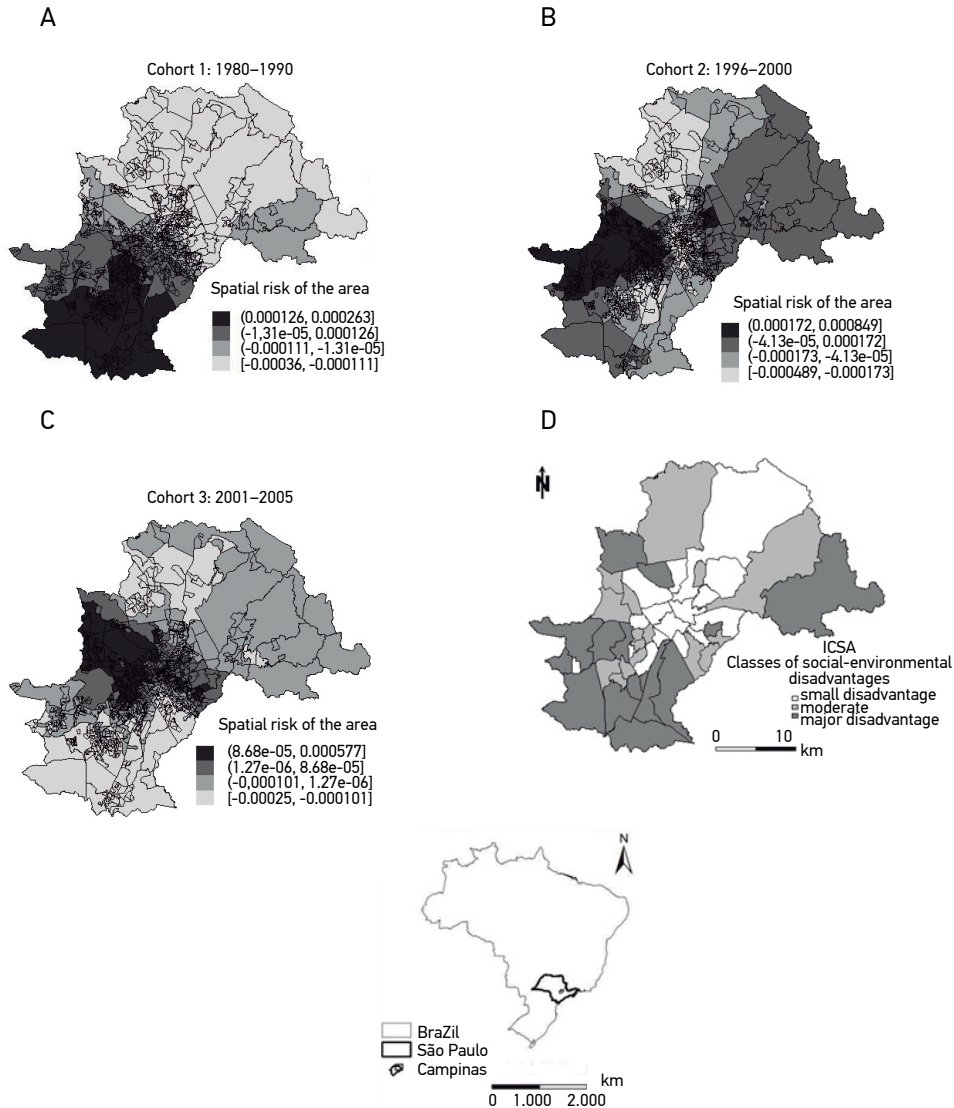 A
Cohort 1: 1980–1990
Spatial risk of the area
(0.000126, 0.000263]
(-1,31e-05, 0.000126]
(-0.000111, -1.31e-05]
[-0.00036, -0.000111]
B
Cohort 2: 1996–2000
Spatial risk of the area
(0.000172, 0.000849]
(-4.13e-05, 0.000172]
(-0.000173, -4.13e-05]
[-0.000489, -0.000173]
C
Cohort 3: 2001–2005
Spatial risk of the area
(8.68e-05, 0.000577]
(1.27e-06, 8.68e-05]
(-0,000101, 1.27e-06]
[-0.00025, -0.000101]
D
N
ICSA
Classes of social-environmental
disadvantages
small disadvantage
moderate
major disadvantage
0 10
km
N
BraZil
São Paulo
Campinas
km
0 1.000 2.000